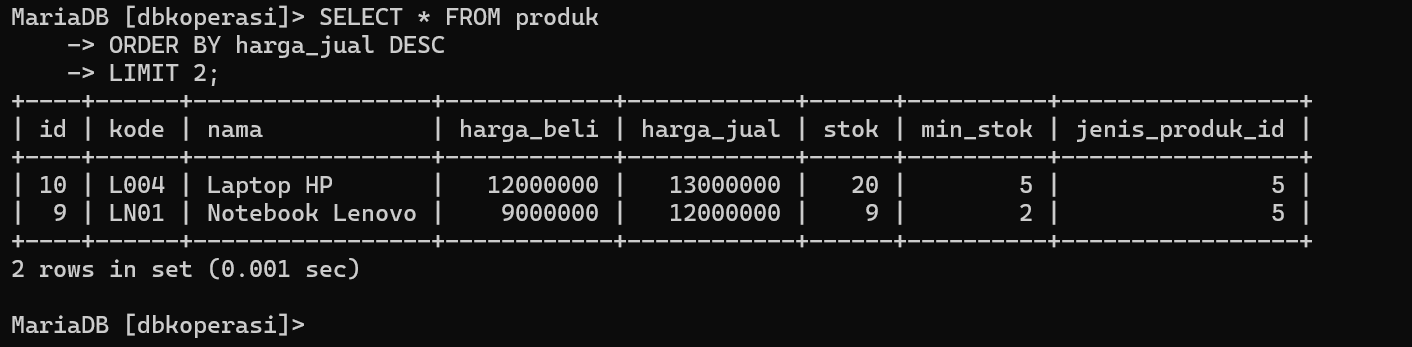 MariaDB [dbkoperasi]> SELECT * FROM produk
    -> ORDER BY harga_jual DESC
    -> LIMIT 2;
+----+------+-----------------+------------+------------+------+----------+-----------------+
| id | kode | nama            | harga_beli | harga_jual | stok | min_stok | jenis_produk_id |
+----+------+-----------------+------------+------------+------+----------+-----------------+
| 10 | L004 | Laptop HP       |   12000000 |   13000000 |   20 |        5 |               5 |
|  9 | LN01 | Notebook Lenovo |    9000000 |   12000000 |    9 |        2 |               5 |
+----+------+-----------------+------------+------------+------+----------+-----------------+
2 rows in set (0.001 sec)
MariaDB [dbkoperasi]>